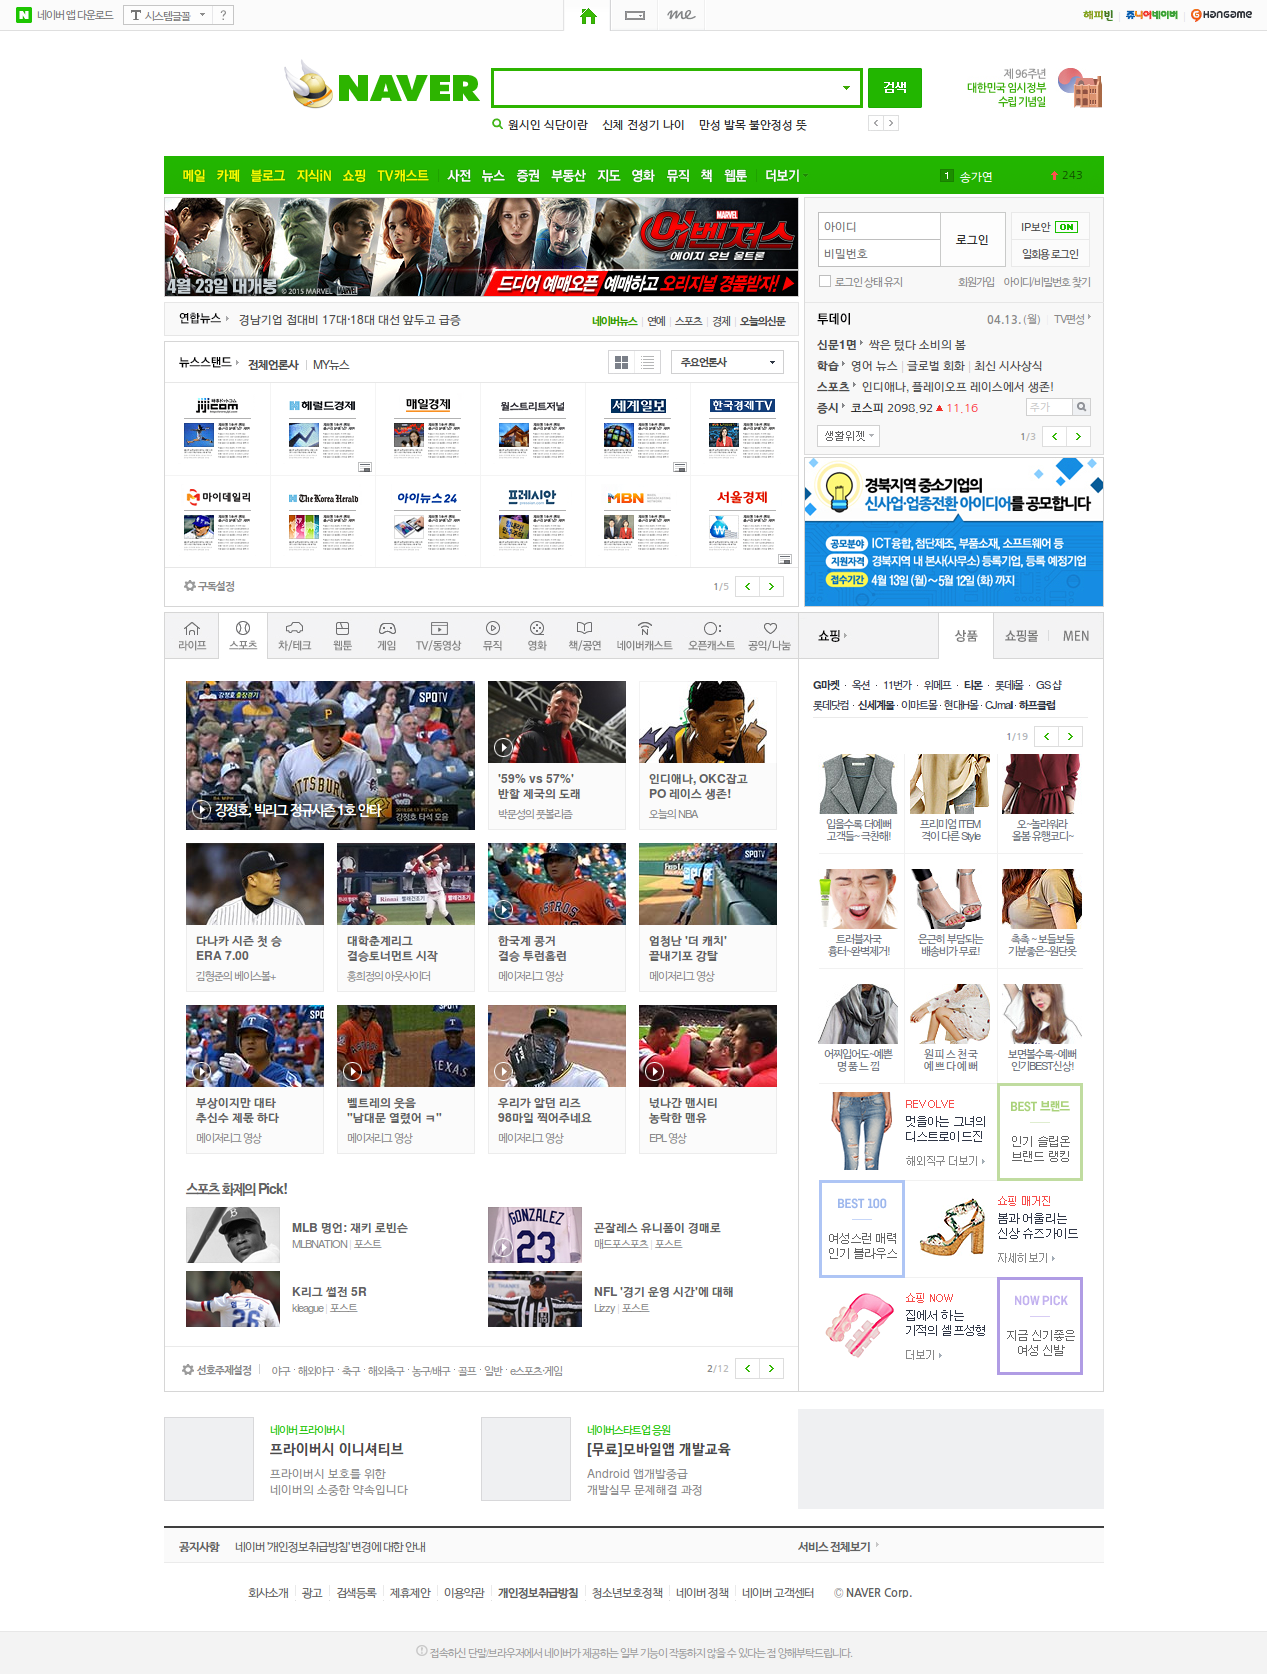 네이버 앱 다운로드 T 시스템글꼴 ?
me
해피빈 쥬니어네이버 HANGAME
NAVER
검색
제 96주년
대한민국 임시정부
수립 기념일
원시인 식단이란 신체 전성기 나이 만성 발목 불안정성 뜻
메일 카페 블로그 지식iN 쇼핑 TV캐스트 사전 뉴스 증권 부동산 지도 영화 뮤직 책 웹툰 더보기
1 송가연 243
MARVEL
어벤져스
에이지 오브 울트론
4월 23일 대개봉 © 2015 MARVEL MARVEL
드디어 예매오픈 예매하고 오리지널 경품받자!
아이디
비밀번호
로그인
IP보안 ON
일회용 로그인
로그인 상태 유지 회원가입 아이디/비밀번호 찾기
연합뉴스 경남기업 접대비 17대·18대 대선 앞두고 급증
네이버뉴스 연예 스포츠 경제 오늘의신문
투데이 04.13.(월) TV편성
신문1면 싹은 텄다 소비의 봄
학습 영어 뉴스 글로벌 회화 최신 시사상식
스포츠 인디애나, 플레이오프 레이스에서 생존!
증시 코스피 2098.92 11.16 주가
생활위젯 1/3
뉴스스탠드 전체언론사 MY뉴스 주요언론사
jijicom 헤럴드경제 매일경제 월스트리트저널 세계일보 한국경제TV
마이데일리 The Korea Herald 아이뉴스24 프레시안 MBN 서울경제
구독설정 1/5
경북지역 중소기업의
신사업·업종전환 아이디어를 공모합니다
공모분야 ICT융합, 첨단제조, 부품소재, 소프트웨어 등
지원자격 경북지역 내 본사(사무소) 등록기업, 등록 예정기업
접수기간 4월 13일 (월)~5월 12일 (화) 까지
라이프 스포츠 차/테크 웹툰 게임 TV/동영상 뮤직 영화 책/공연 네이버캐스트 오픈캐스트 공익/나눔
쇼핑 상품 쇼핑몰 MEN
G마켓 · 옥션 · 11번가 · 위메프 · 티몬 · 롯데몰 · GS샵
롯데닷컴 · 신세계몰 · 이마트몰 · 현대H몰 · CJmall · 하프클럽
1/19
SPOTV
PITTSBURG
강정호, 빅리그 정규시즌 1호 안타
강정호 타석 모음
'59% vs 57%'
반할 제국의 도래
박문성의 풋볼리즘
인디애나, OKC잡고
PO 레이스 생존!
오늘의 NBA
입을수록 더예뻐
고객들~극찬해!
프리미엄 ITEM
격이 다른 Style
오~놀라워라
올봄 유행코디~
다나카 시즌 첫 승
ERA 7.00
김형준의 베이스볼+
대학춘계리그
결승토너먼트 시작
홍희정의 아웃사이더
한국계 콩거
결승 투런홈런
메이저리그 영상
엄청난 '더 캐치'
끝내기포 강탈
메이저리그 영상
트러블자국
흉터~완벽제거!
은근히 부담되는
배송비가 무료!
촉촉 ~ 보들보들
기분좋은~원단옷
부상이지만 대타
추신수 제몫 하다
메이저리그 영상
벨트레의 웃음
"남대문 열렸어 ㅋ"
메이저리그 영상
우리가 알던 리즈
98마일 찍어주네요
메이저리그 영상
넋나간 맨시티
농락한 맨유
EPL 영상
어찌입어도~예쁜
명 품 느 낌
원 피 스 천 국
예 쁘 다 예 뻐
보면볼수록~예뻐
인기BEST신상!
REVOLVE
멋을아는 그녀의
디스트로이드진
해외직구 더보기
BEST 브랜드
인기 슬립온
브랜드 랭킹
BEST 100
여성스런 매력
인기 블라우스
쇼핑 매거진
봄과 어울리는
신상 슈즈가이드
자세히 보기
쇼핑 NOW
집에서 하는
기적의 셀프성형
더보기
NOW PICK
지금 신기좋은
여성 신발
스포츠 화제의 Pick!
MLB 명언: 재키 로빈슨
MLBNATION | 포스트
GONZALEZ
23
곤잘레스 유니폼이 경매로
매드포스포츠 | 포스트
26
K리그 썰전 5R
kleague | 포스트
NFL '경기 운영 시간'에 대해
Lizzy | 포스트
선호주제설정 야구 · 해외야구 · 축구 · 해외축구 · 농구/배구 · 골프 · 일반 · e스포츠·게임 2/12
네이버 프라이버시
프라이버시 이니셔티브
프라이버시 보호를 위한
네이버의 소중한 약속입니다
네이버스타트업 응원
[무료]모바일앱 개발교육
Android 앱개발중급
개발실무 문제해결 과정
공지사항 네이버 '개인정보 취급방침' 변경에 대한 안내 서비스 전체보기
회사소개 광고 검색등록 제휴제안 이용약관 개인정보취급방침 청소년보호정책 네이버 정책 네이버 고객센터 © NAVER Corp.
접속하신 단말/브라우저에서 네이버가 제공하는 일부 기능이 작동하지 않을 수 있다는 점 양해부탁드립니다.